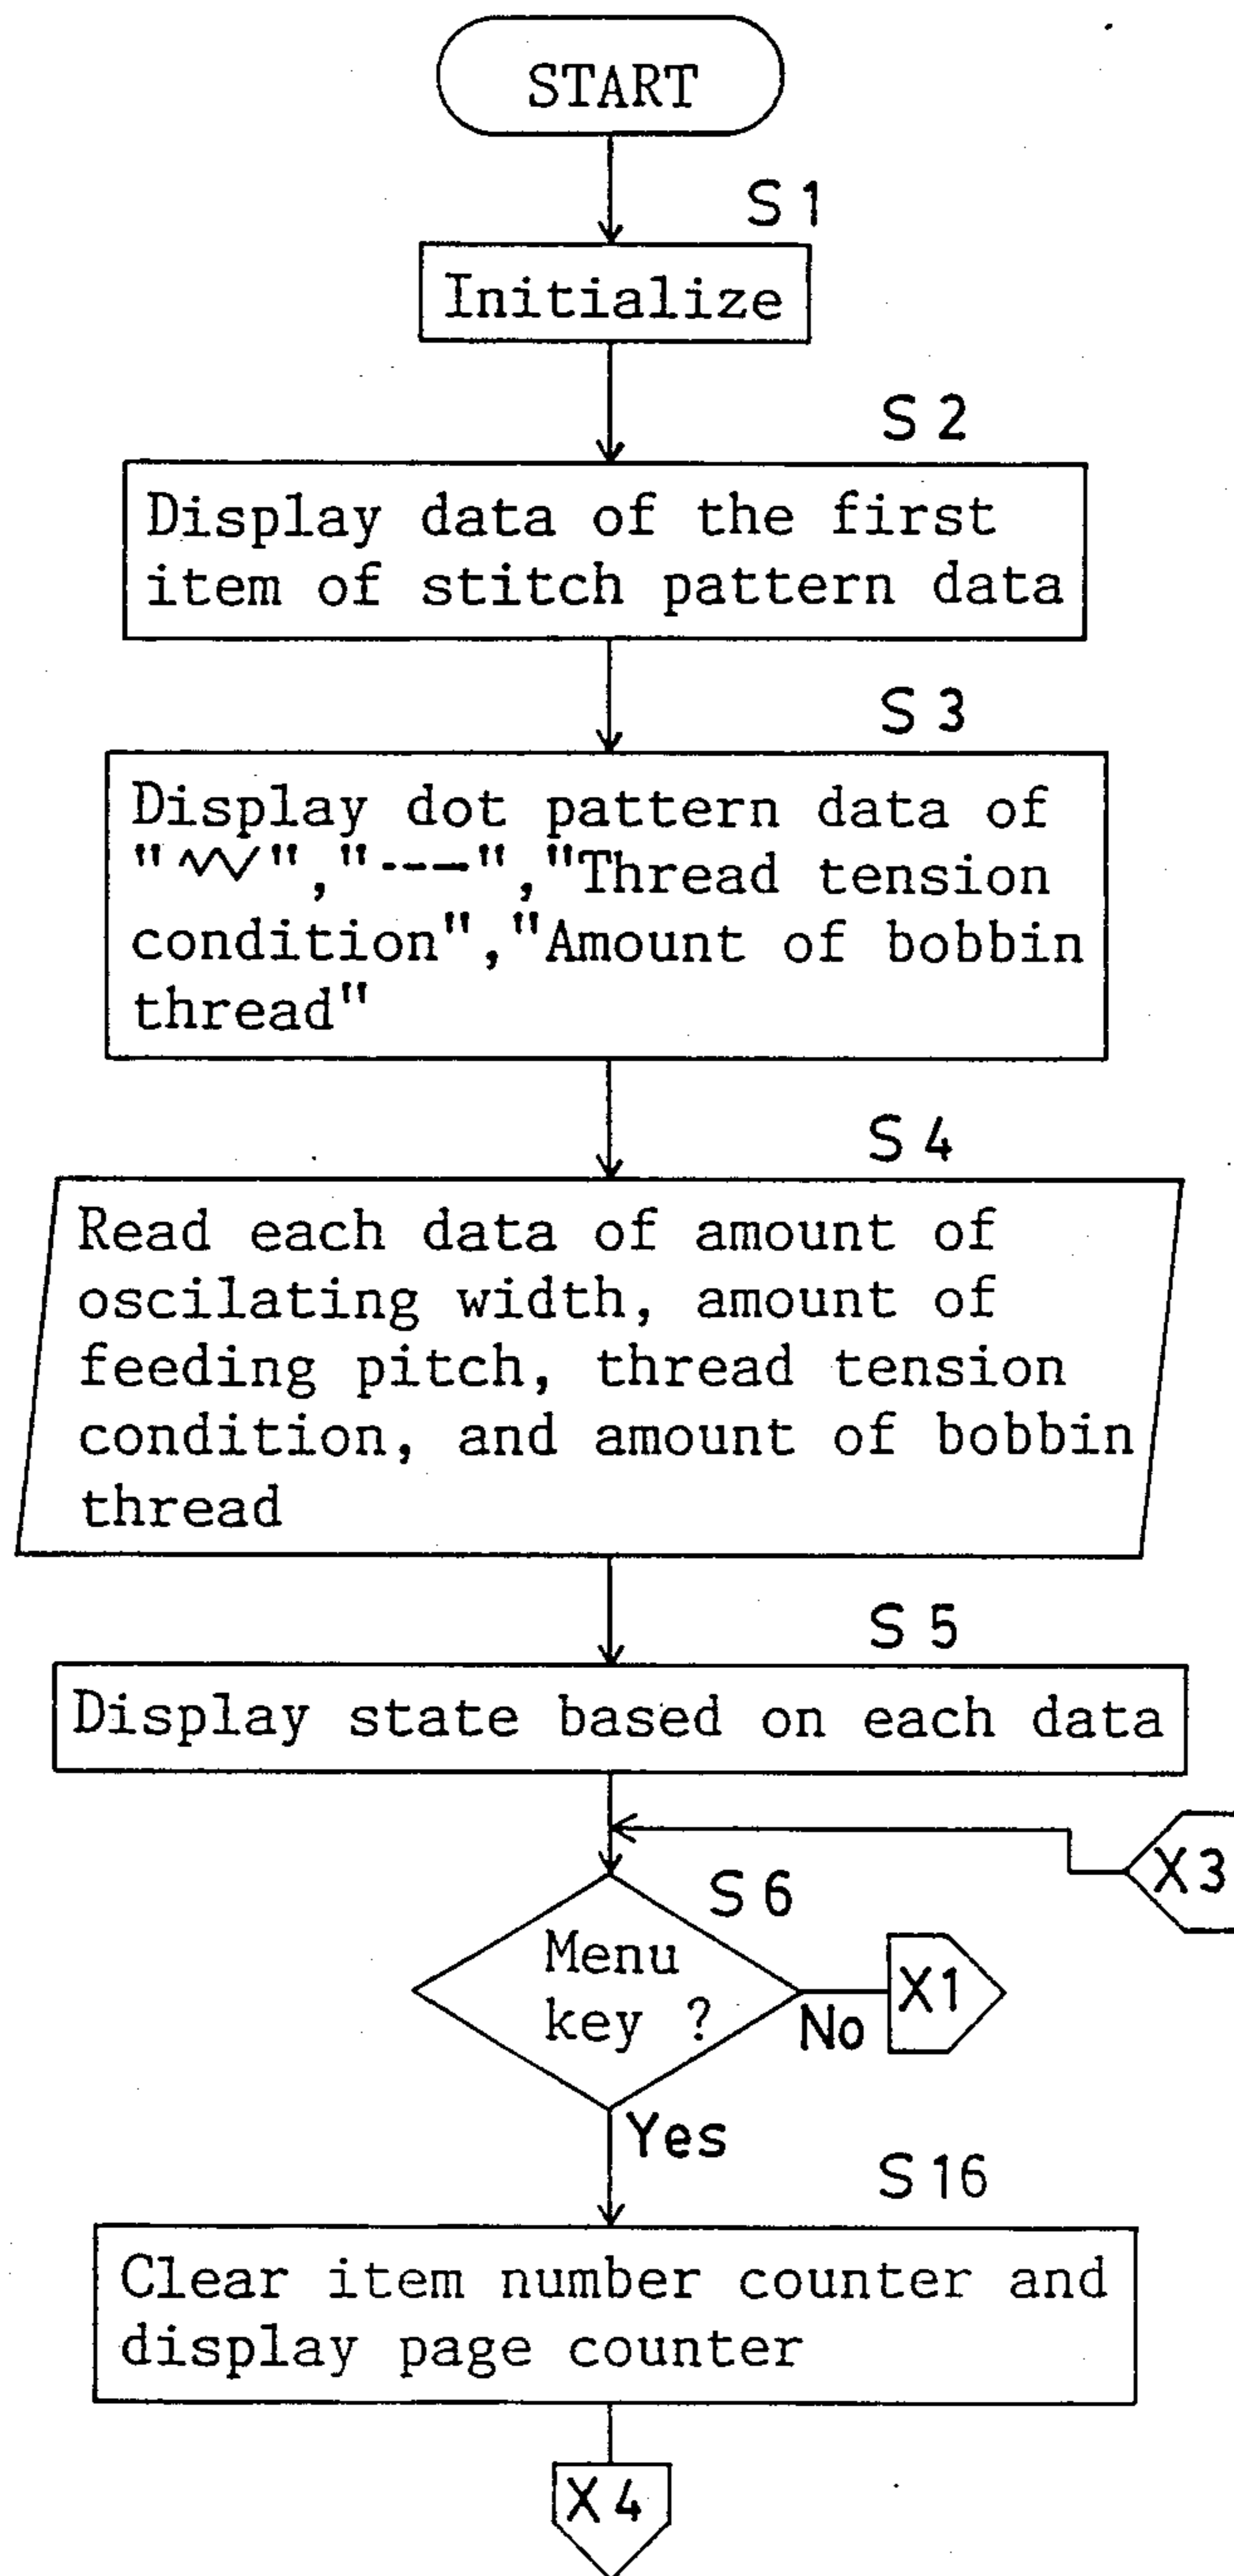 START
S1
Initialize
S2
Display data of the first
item of stitch pattern data
S3
Display dot pattern data of
"","---","Thread tension
condition","Amount of bobbin
thread"
S4
Read each data of amount of
oscilating width, amount of
feeding pitch, thread tension
condition, and amount of bobbin
thread
S5
Display state based on each data
X3
S6
Menu
key ?
No
X1
Yes
S16
Clear item number counter and
display page counter
X4